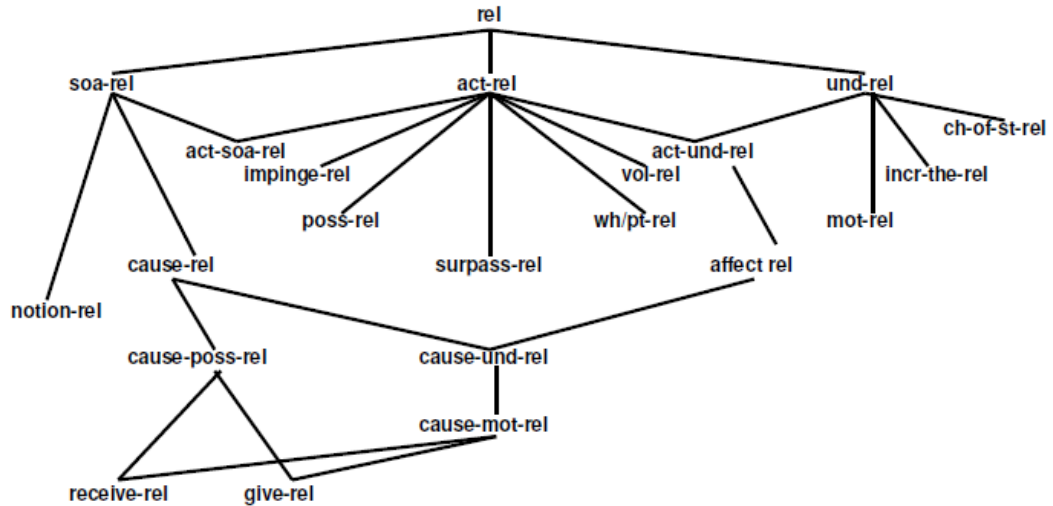 rel
soa-rel act-rel und-rel
ch-of-st-rel
act-soa-rel act-und-rel
impinge-rel vol-rel incr-the-rel
poss-rel wh/pt-rel mot-rel
cause-rel surpass-rel affect rel
notion-rel
cause-poss-rel cause-und-rel
cause-mot-rel
receive-rel give-rel